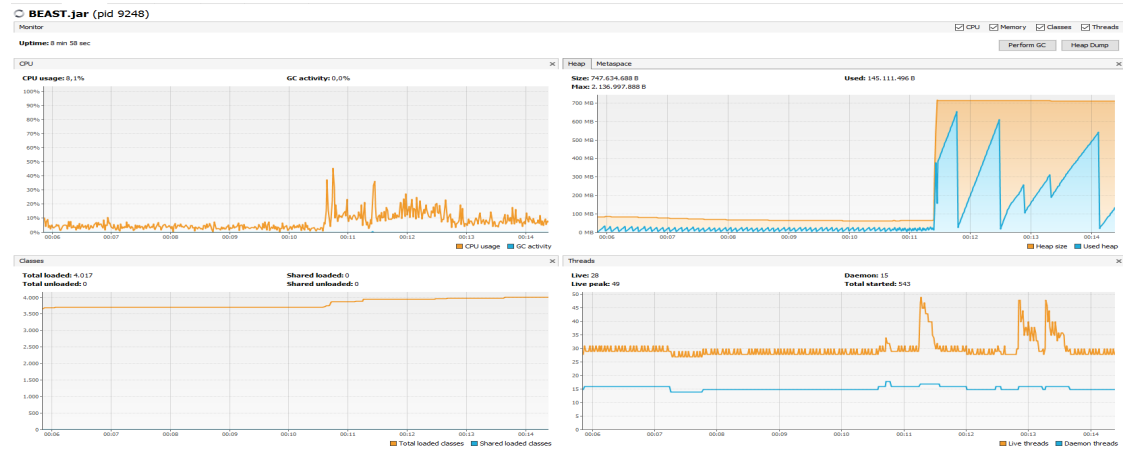 BEAST.jar (pid 9248)
Monitor
CPU Memory Classes Threads
Uptime: 8 min 58 sec
Perform GC Heap Dump
CPU
CPU usage: 8,1% GC activity: 0,0%
100%
90%
80%
70%
60%
50%
40%
30%
20%
10%
0%
00:06 00:07 00:08 00:09 00:10 00:11 00:12 00:13 00:14
CPU usage GC activity
Heap Metaspace
Size: 747.634.688 B Used: 145.111.496 B
Max: 2.136.997.888 B
700 MB
600 MB
500 MB
400 MB
300 MB
200 MB
100 MB
0 MB
00:06 00:07 00:08 00:09 00:10 00:11 00:12 00:13 00:14
Heap size Used heap
Classes
Total loaded: 4.017 Shared loaded: 0
Total unloaded: 0 Shared unloaded: 0
4.000
3.500
3.000
2.500
2.000
1.500
1.000
500
0
00:06 00:07 00:08 00:09 00:10 00:11 00:12 00:13 00:14
Total loaded classes Shared loaded classes
Threads
Live: 28 Daemon: 15
Live peak: 49 Total started: 543
50
45
40
35
30
25
20
15
10
5
0
00:06 00:07 00:08 00:09 00:10 00:11 00:12 00:13 00:14
Live threads Daemon threads